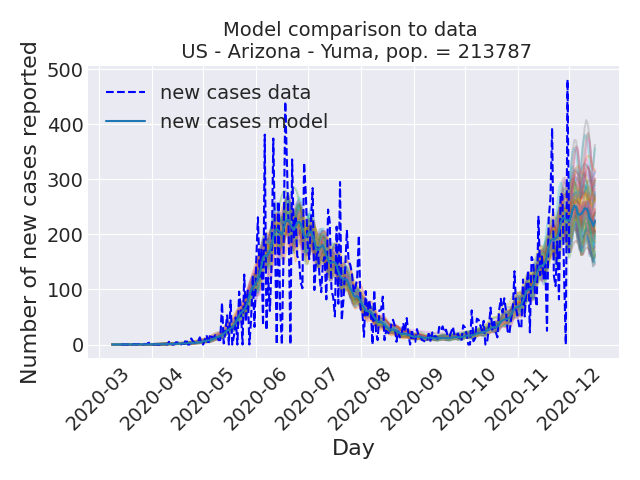 Model comparison to data
US - Arizona - Yuma, pop. = 213787
Number of new cases reported
500
400
300
200
100
0
new cases data
new cases model
2020-03
2020-04
2020-05
2020-06
2020-07
2020-08
2020-09
2020-10
2020-11
2020-12
Day